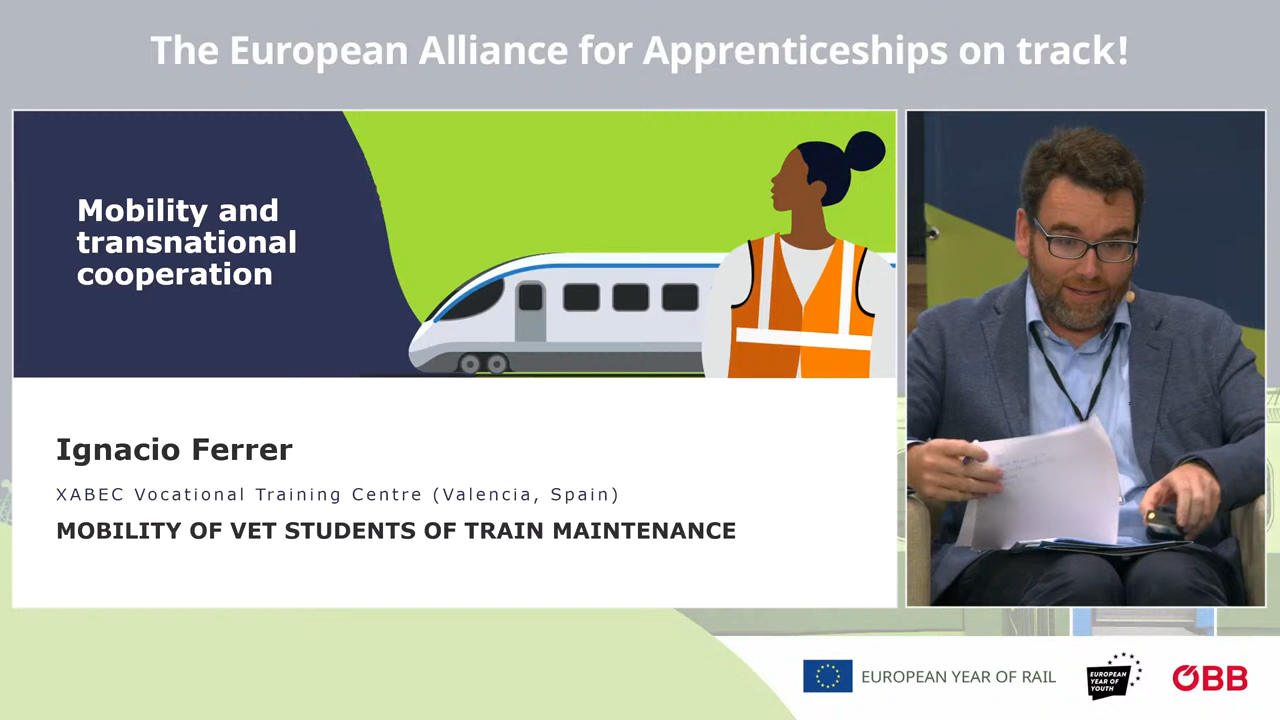 The European Alliance for Apprenticeships on track!
Mobility and
transnational
cooperation
Ignacio Ferrer
XABEC Vocational Training Centre (Valencia, Spain)
MOBILITY OF VET STUDENTS OF TRAIN MAINTENANCE
EUROPEAN YEAR OF RAIL
EUROPEAN
YEAR OF
YOUTH
ÖBB